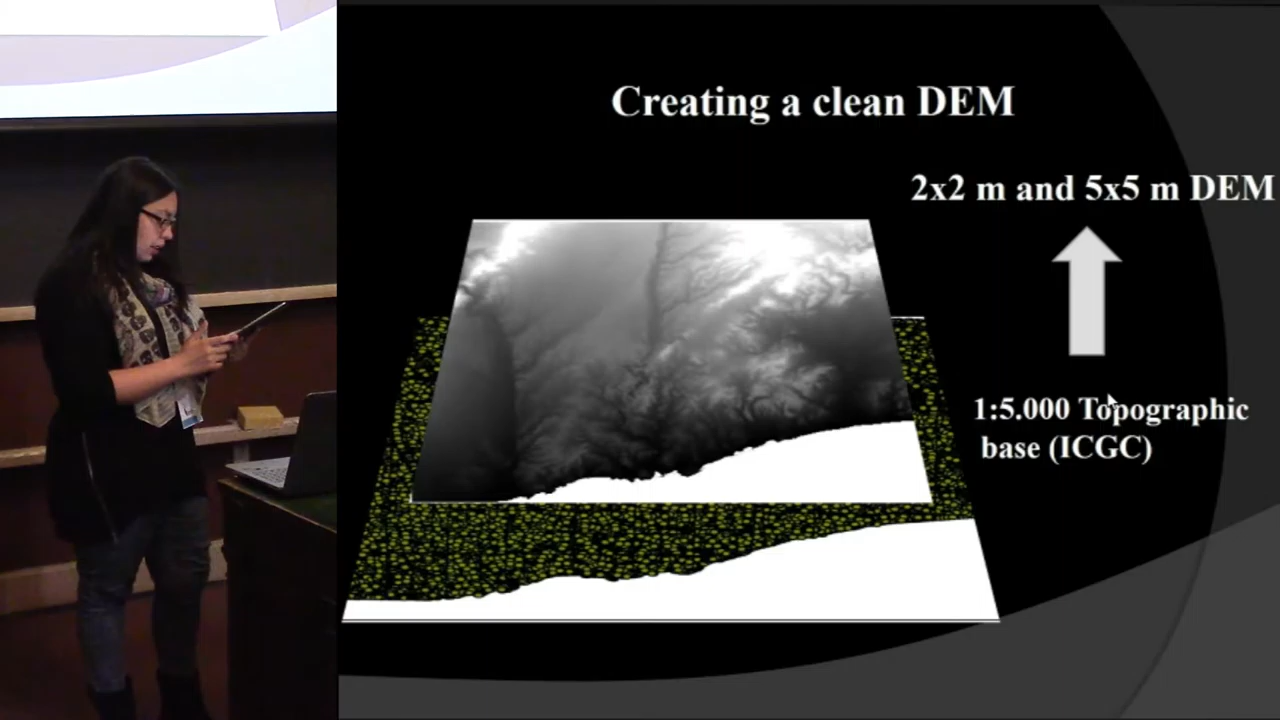 Creating a clean DEM
2x2 m and 5x5 m DEM
1:5.000 Topographic
base (ICGC)